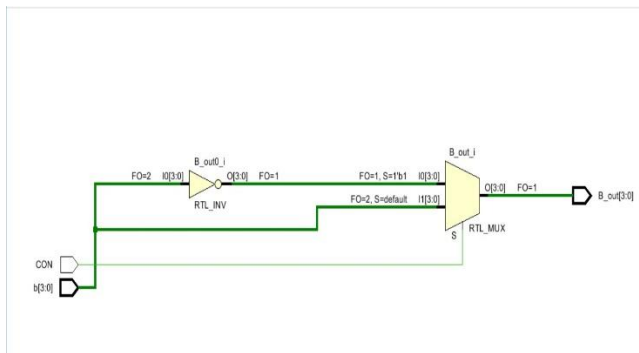 B_out0_i
FO=2 I0[3:0] O[3:0] FO=1
RTL_INV
B_out_i
FO=1, S=1'b1 I0[3:0]
FO=2, S=default I1[3:0]
O[3:0] FO=1
B_out[3:0]
S RTL_MUX
CON
b[3:0]